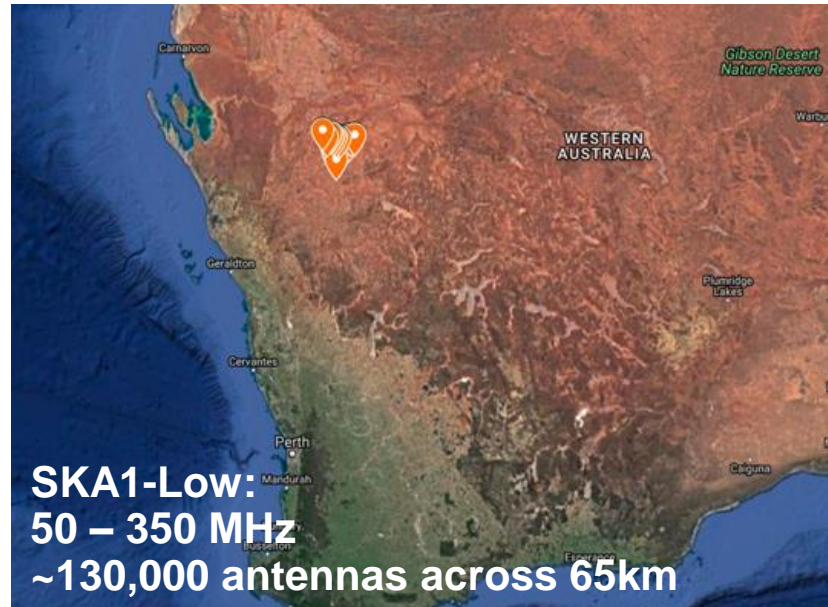 Carnarvon
Gibson Desert
Nature Reserve
WESTERN
AUSTRALIA
Geraldton
Plumridge
Lakes
Cervantes
Perth
Caiguna
SKA1-Low:
Mandurah
50 – 350 MHz
Busselton
Esperance
~130,000 antennas across 65km